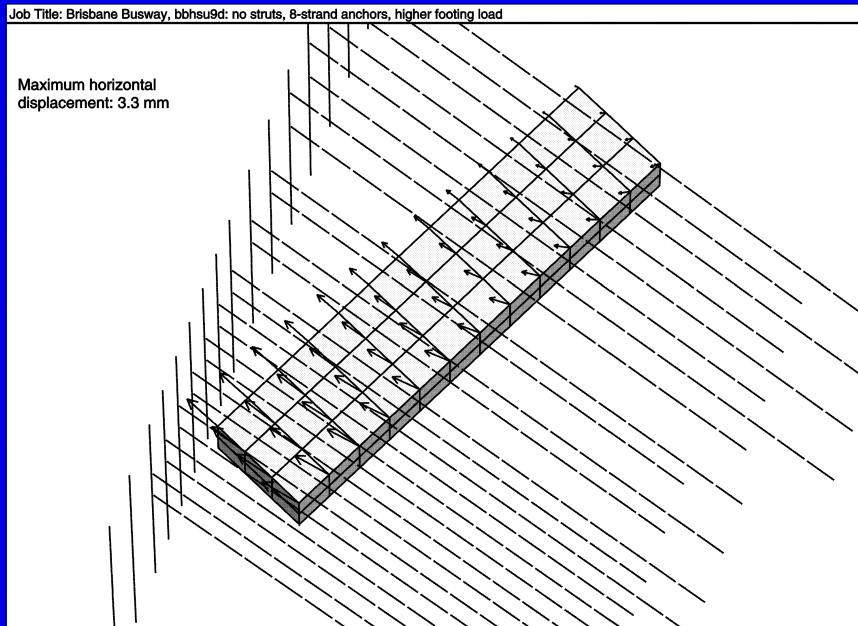 Job Title: Brisbane Busway, bbhsu9d: no struts, 8-strand anchors, higher footing load
Maximum horizontal
displacement: 3.3 mm